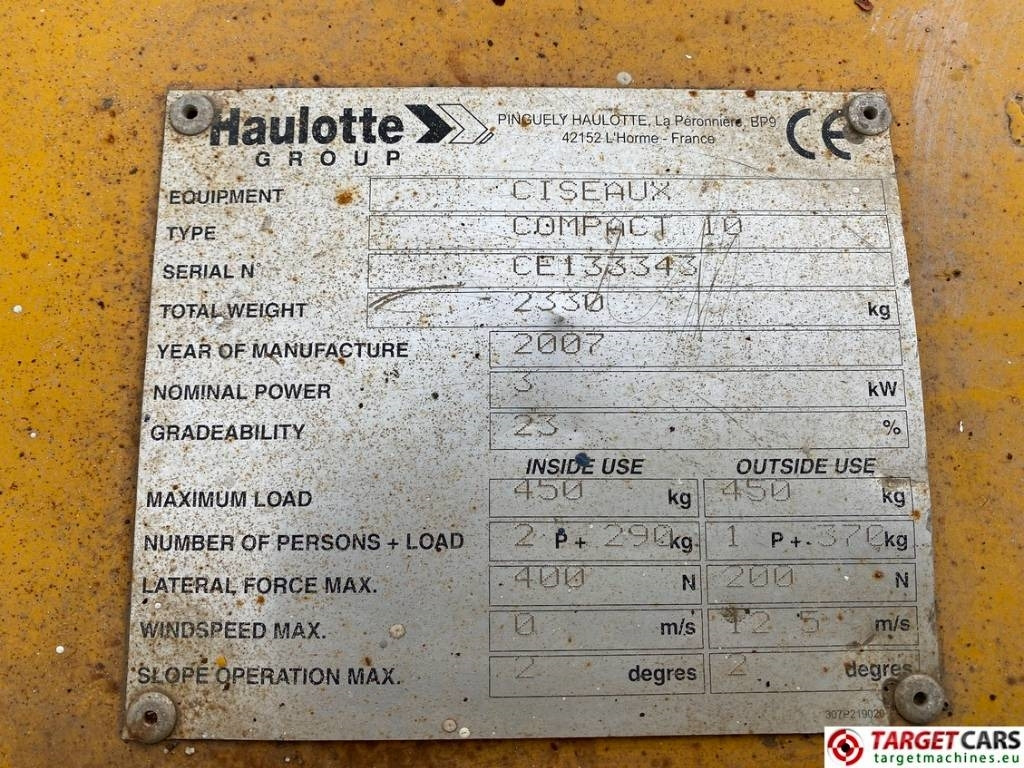 Haulotte
GROUP
PINGUELY HAULOTTE, La Péronnière, BP9
42152 L'Horme - France
CE
EQUIPMENT CISEAUX
TYPE COMPACT 10
SERIAL N CE133343
TOTAL WEIGHT 2330 kg
YEAR OF MANUFACTURE 2007
NOMINAL POWER 3 kW
GRADEABILITY 23 %
INSIDE USE OUTSIDE USE
MAXIMUM LOAD 450 kg 450 kg
NUMBER OF PERSONS + LOAD 2 P + 290 kg 1 P + 370 kg
LATERAL FORCE MAX. 400 N 200 N
WINDSPEED MAX. 0 m/s 12 5 m/s
SLOPE OPERATION MAX. 2 degres 2 degres
307P219020
TARGETCARS
targetmachines.eu